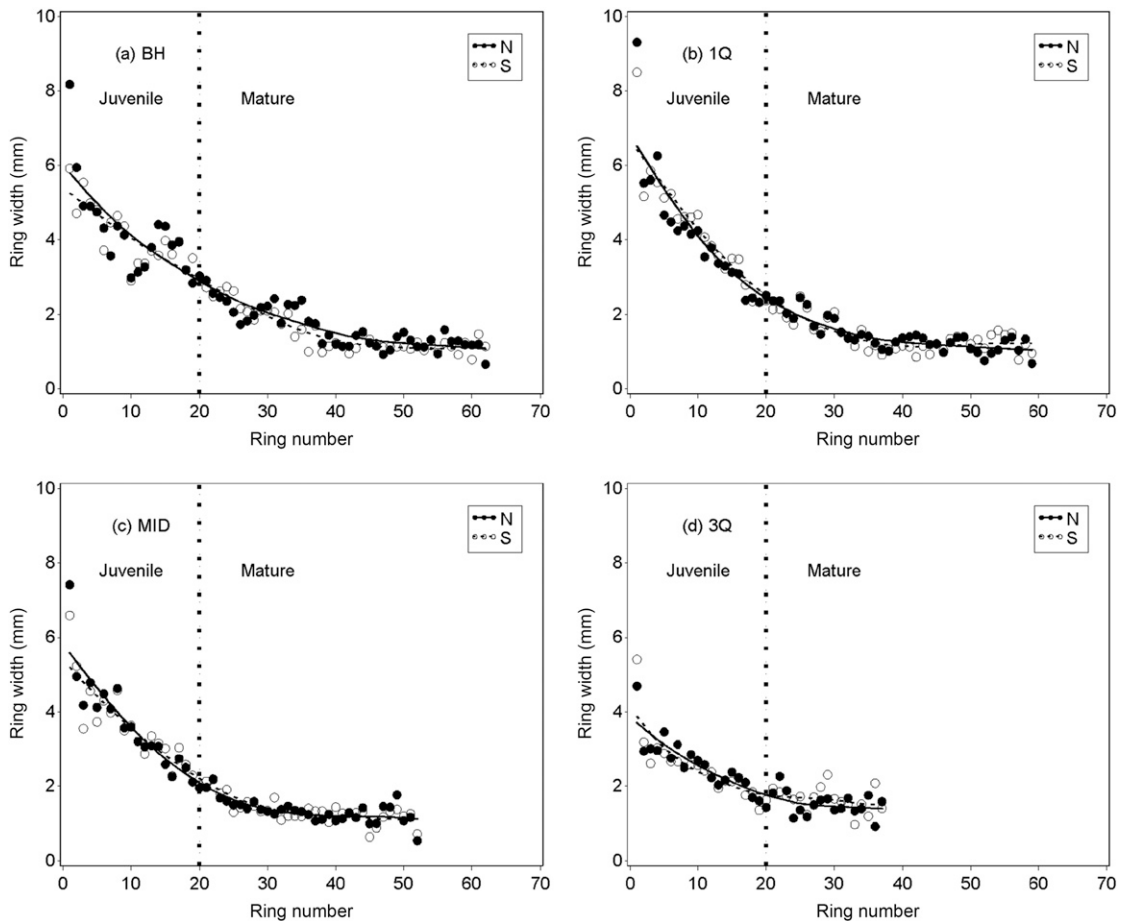 10
8
6
4
2
0
Ring width (mm)
(a) BH
N
S
Juvenile Mature
0 10 20 30 40 50 60 70
Ring number
10
8
6
4
2
0
Ring width (mm)
(b) 1Q
N
S
Juvenile Mature
0 10 20 30 40 50 60 70
Ring number
10
8
6
4
2
0
Ring width (mm)
(c) MID
N
S
Juvenile Mature
0 10 20 30 40 50 60 70
Ring number
10
8
6
4
2
0
Ring width (mm)
(d) 3Q
N
S
Juvenile Mature
0 10 20 30 40 50 60 70
Ring number